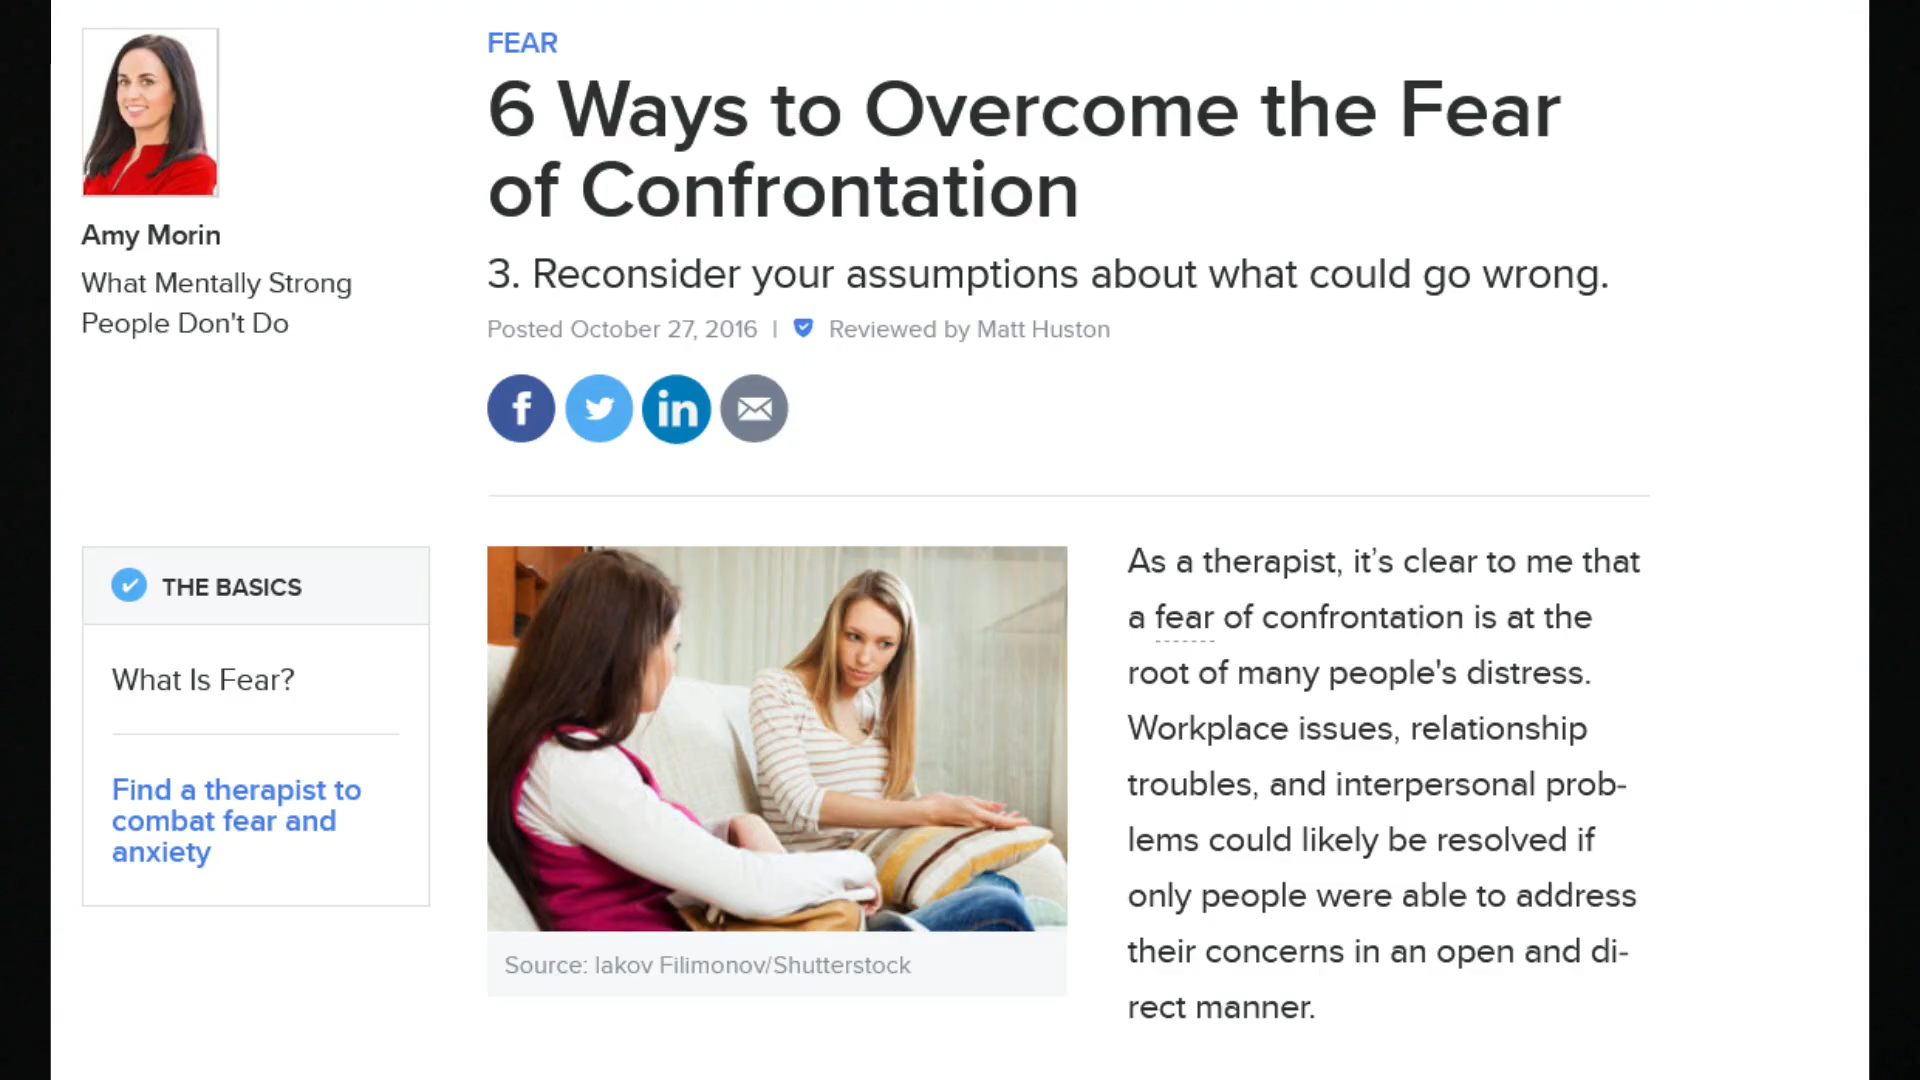 Amy Morin
What Mentally Strong
People Don't Do
FEAR
6 Ways to Overcome the Fear
of Confrontation
3. Reconsider your assumptions about what could go wrong.
Posted October 27, 2016 | Reviewed by Matt Huston
f
in
THE BASICS
What Is Fear?
Find a therapist to
combat fear and
anxiety
Source: Iakov Filimonov/Shutterstock
As a therapist, it’s clear to me that
a fear of confrontation is at the
root of many people's distress.
Workplace issues, relationship
troubles, and interpersonal prob-
lems could likely be resolved if
only people were able to address
their concerns in an open and di-
rect manner.